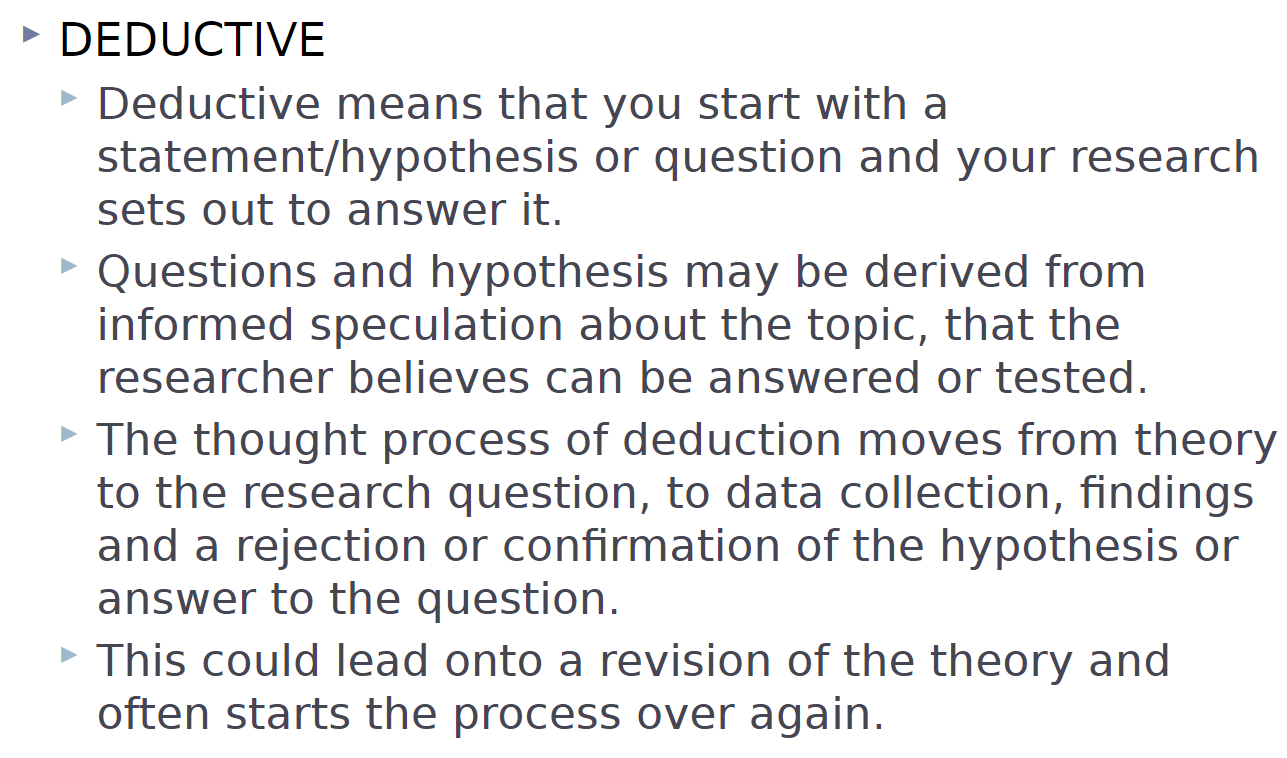 DEDUCTIVE
Deductive means that you start with a
statement/hypothesis or question and your research
sets out to answer it.
Questions and hypothesis may be derived from
informed speculation about the topic, that the
researcher believes can be answered or tested.
The thought process of deduction moves from theory
to the research question, to data collection, findings
and a rejection or confirmation of the hypothesis or
answer to the question.
This could lead onto a revision of the theory and
often starts the process over again.